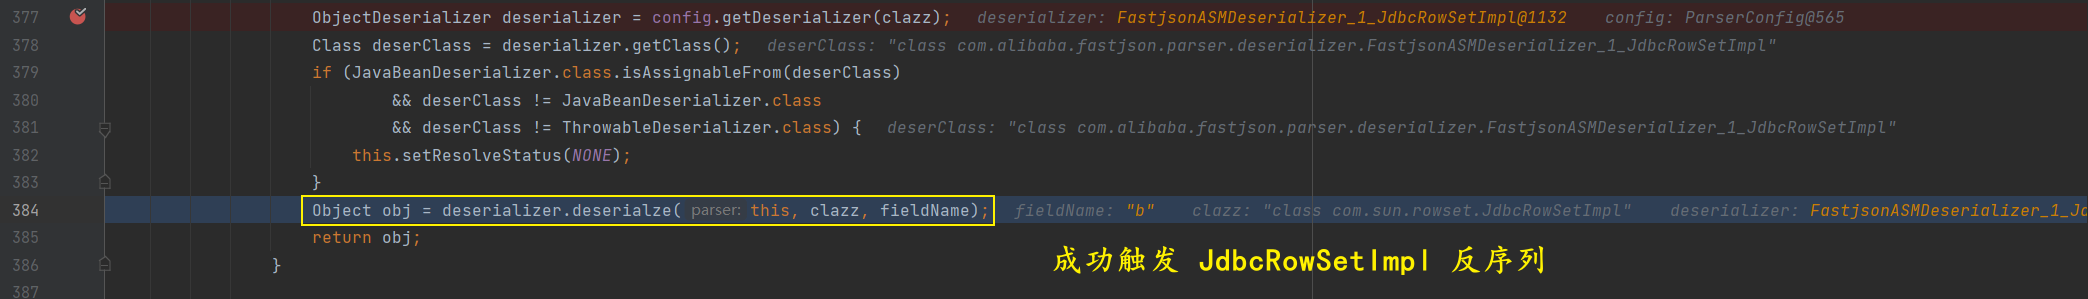 377 ObjectDeserializer deserializer = config.getDeserializer(clazz); deserializer: FastjsonASMDeserializer_1_JdbcRowSetImpl@1132 config: ParserConfig@565
378 Class deserClass = deserializer.getClass(); deserClass: "class com.alibaba.fastjson.parser.deserializer.FastjsonASMDeserializer_1_JdbcRowSetImpl"
379 if (JavaBeanDeserializer.class.isAssignableFrom(deserClass)
380 && deserClass != JavaBeanDeserializer.class
381 && deserClass != ThrowableDeserializer.class) { deserClass: "class com.alibaba.fastjson.parser.deserializer.FastjsonASMDeserializer_1_JdbcRowSetImpl"
382 this.setResolveStatus(NONE);
383 }
384 Object obj = deserializer.deserialze( parser: this, clazz, fieldName); fieldName: "b" clazz: "class com.sun.rowset.JdbcRowSetImpl" deserializer: FastjsonASMDeserializer_1_Jd
385 return obj;
成功触发 JdbcRowSetImpl 反序列
386 }
387